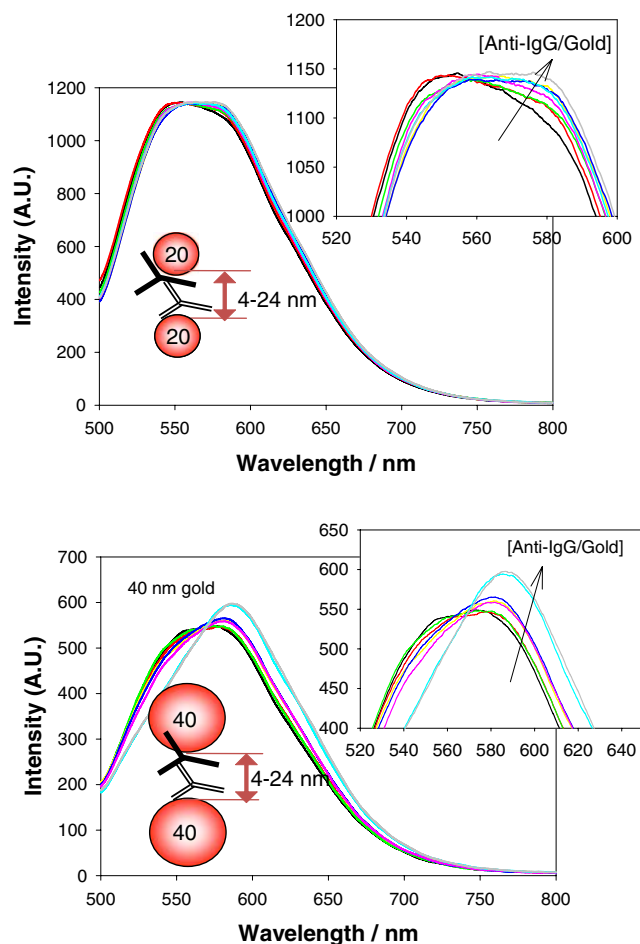 [Anti-IgG/Gold]
1150
1100
1050
1000
520 540 560 580 600
Intensity (A.U.)
1200
1000
800
600
400
200
0
20
4-24 nm
20
500 550 600 650 700 750 800
Wavelength / nm
[Anti-IgG/Gold]
650
600
550
500
450
400
520 540 560 580 600 620 640
40 nm gold
Intensity (A.U.)
700
600
500
400
300
200
100
0
40
4-24 nm
40
500 550 600 650 700 750 800
Wavelength / nm